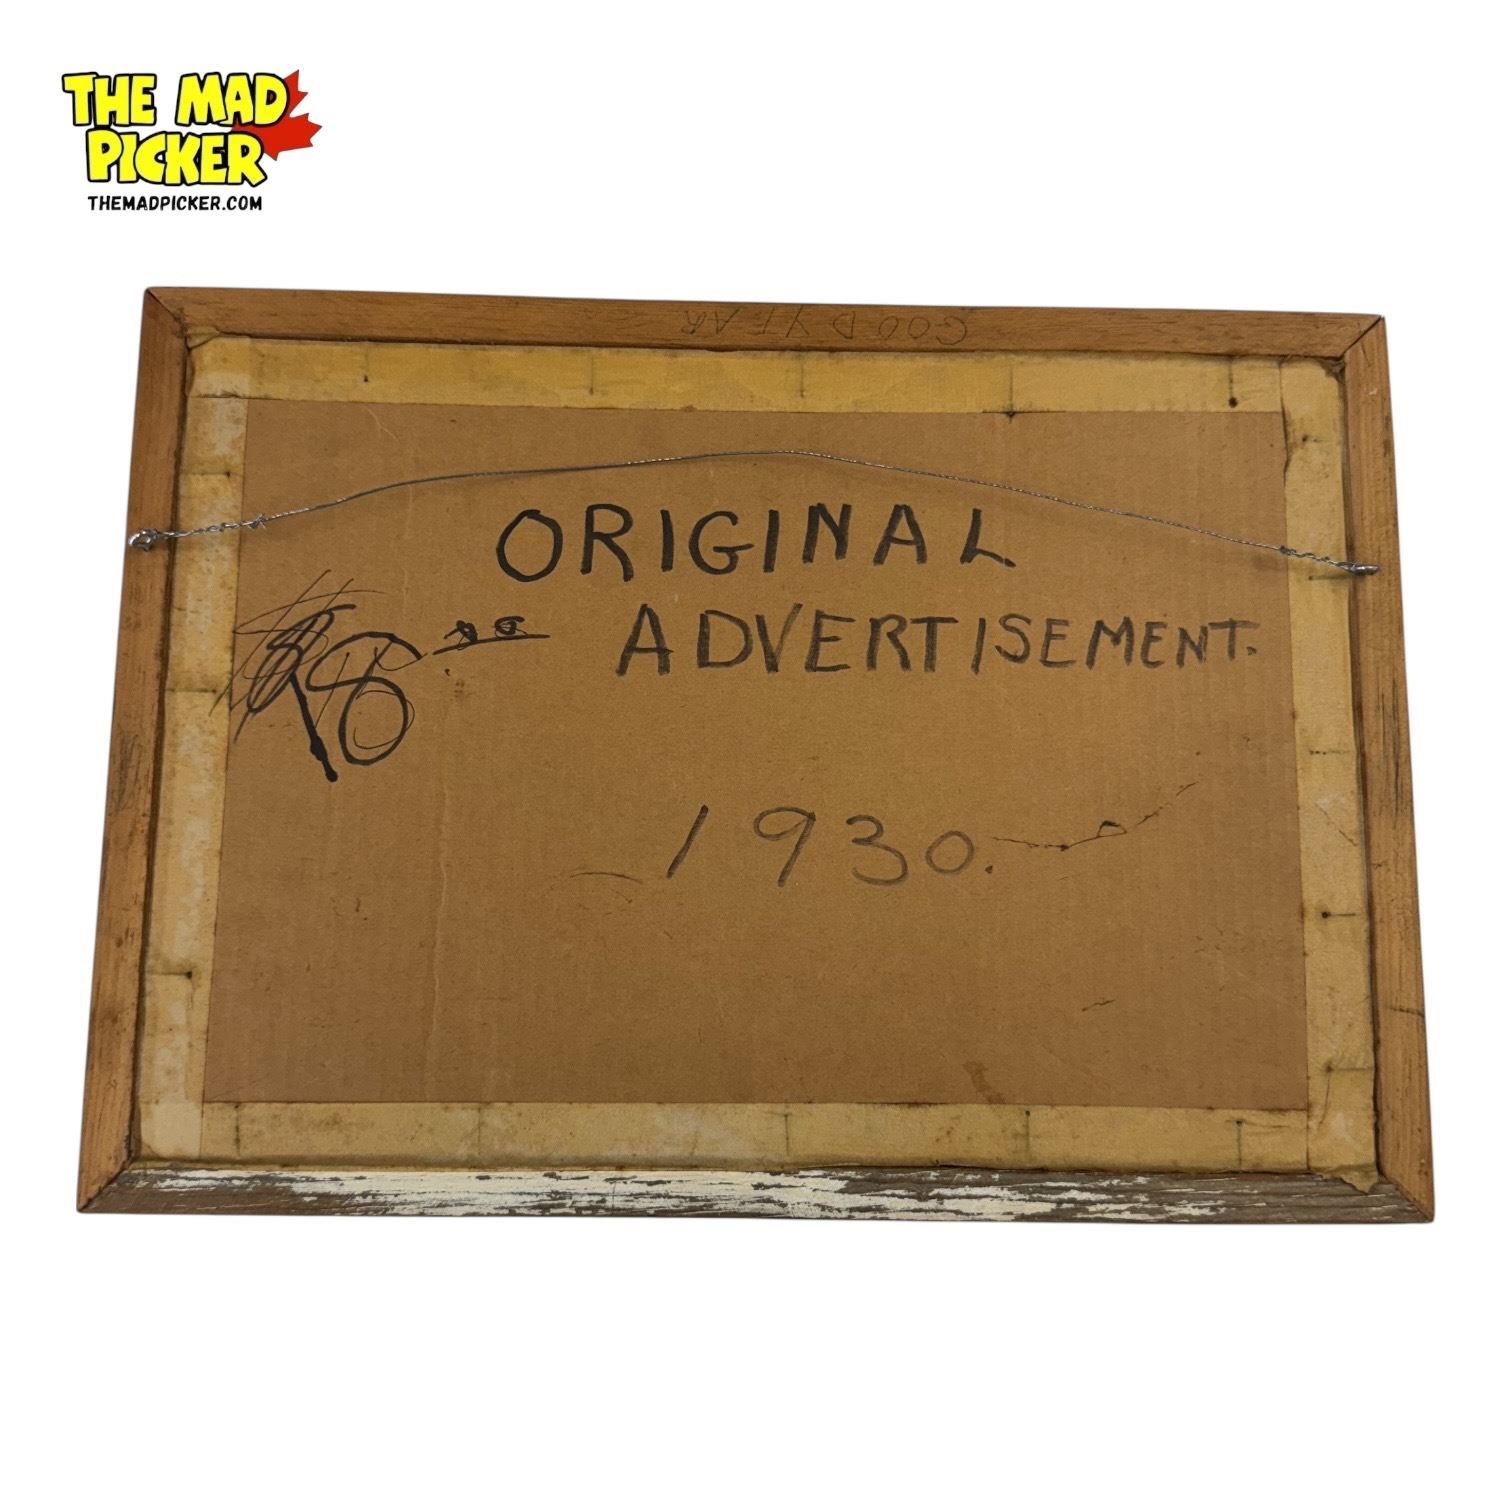 THE MAD
PICKER
THEMADPICKER.COM
GOODYEAR
ORIGINAL
ADVERTISEMENT.
1930.